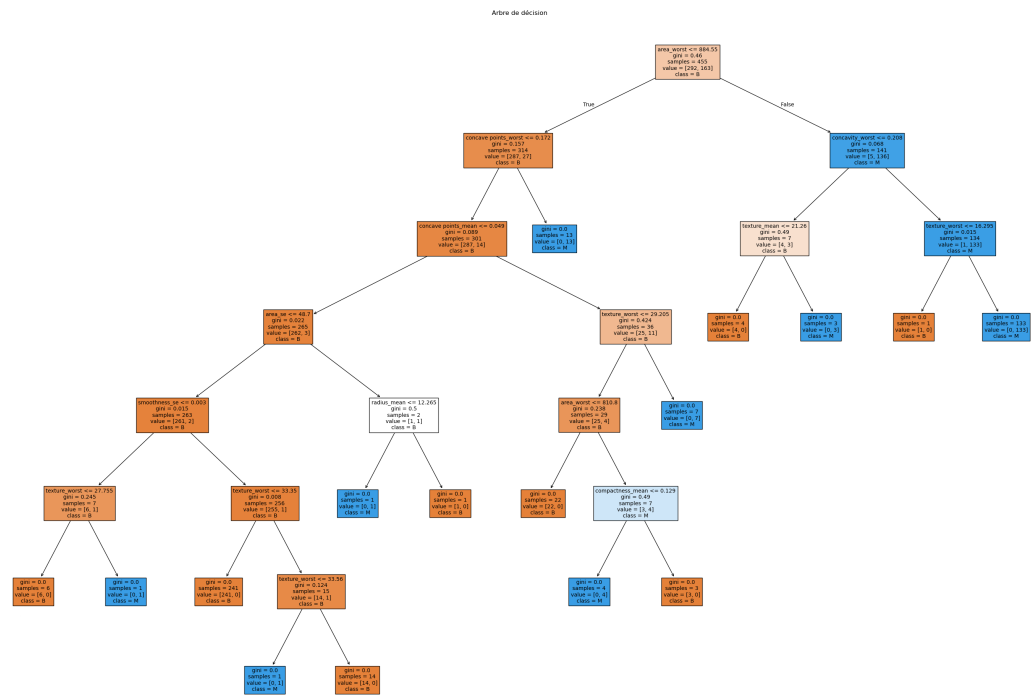 Arbre de décision
area_worst <= 884.55
gini = 0.46
samples = 455
value = [292, 163]
class = B
True
False
concave points_worst <= 0.172
gini = 0.157
samples = 314
value = [287, 27]
class = B
concavity_worst <= 0.208
gini = 0.068
samples = 141
value = [5, 136]
class = M
concave points_mean <= 0.049
gini = 0.089
samples = 301
value = [287, 14]
class = B
gini = 0.0
samples = 13
value = [0, 13]
class = M
texture_mean <= 21.26
gini = 0.49
samples = 7
value = [4, 3]
class = B
texture_worst <= 16.295
gini = 0.015
samples = 134
value = [1, 133]
class = M
area_se <= 48.7
gini = 0.022
samples = 265
value = [262, 3]
class = B
texture_worst <= 29.205
gini = 0.424
samples = 36
value = [25, 11]
class = B
gini = 0.0
samples = 4
value = [4, 0]
class = B
gini = 0.0
samples = 3
value = [0, 3]
class = M
gini = 0.0
samples = 1
value = [1, 0]
class = B
gini = 0.0
samples = 133
value = [0, 133]
class = M
smoothness_se <= 0.003
gini = 0.015
samples = 263
value = [261, 2]
class = B
radius_mean <= 12.265
gini = 0.5
samples = 2
value = [1, 1]
class = B
area_worst <= 810.8
gini = 0.238
samples = 29
value = [25, 4]
class = B
gini = 0.0
samples = 7
value = [0, 7]
class = M
texture_worst <= 27.755
gini = 0.245
samples = 7
value = [6, 1]
class = B
texture_worst <= 33.35
gini = 0.008
samples = 256
value = [255, 1]
class = B
gini = 0.0
samples = 1
value = [0, 1]
class = M
gini = 0.0
samples = 1
value = [1, 0]
class = B
gini = 0.0
samples = 22
value = [22, 0]
class = B
compactness_mean <= 0.129
gini = 0.49
samples = 7
value = [3, 4]
class = M
gini = 0.0
samples = 6
value = [6, 0]
class = B
gini = 0.0
samples = 1
value = [0, 1]
class = M
gini = 0.0
samples = 241
value = [241, 0]
class = B
texture_worst <= 33.56
gini = 0.124
samples = 15
value = [14, 1]
class = B
gini = 0.0
samples = 4
value = [0, 4]
class = M
gini = 0.0
samples = 3
value = [3, 0]
class = B
gini = 0.0
samples = 1
value = [0, 1]
class = M
gini = 0.0
samples = 14
value = [14, 0]
class = B